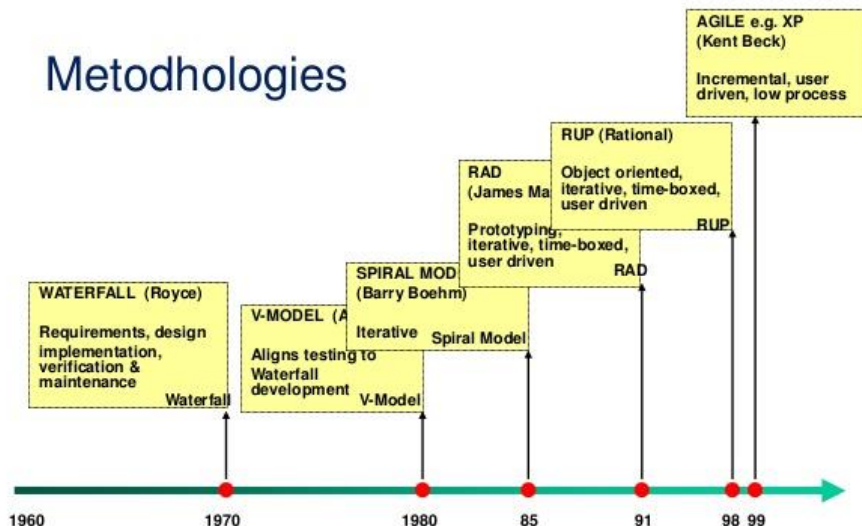 Metodhologies
AGILE e.g. XP
(Kent Beck)
Incremental, user
driven, low process
RUP (Rational)
Object oriented,
iterative, time-boxed,
user driven
RUP
RAD
(James Ma
Prototyping,
iterative, time-boxed,
user driven
RAD
SPIRAL MOD
(Barry Boehm)
Iterative
Spiral Model
WATERFALL (Royce)
Requirements, design
implementation,
verification &
maintenance
Waterfall
V-MODEL (A
Aligns testing to
Waterfall
development
V-Model
1960 1970 1980 85 91 98 99